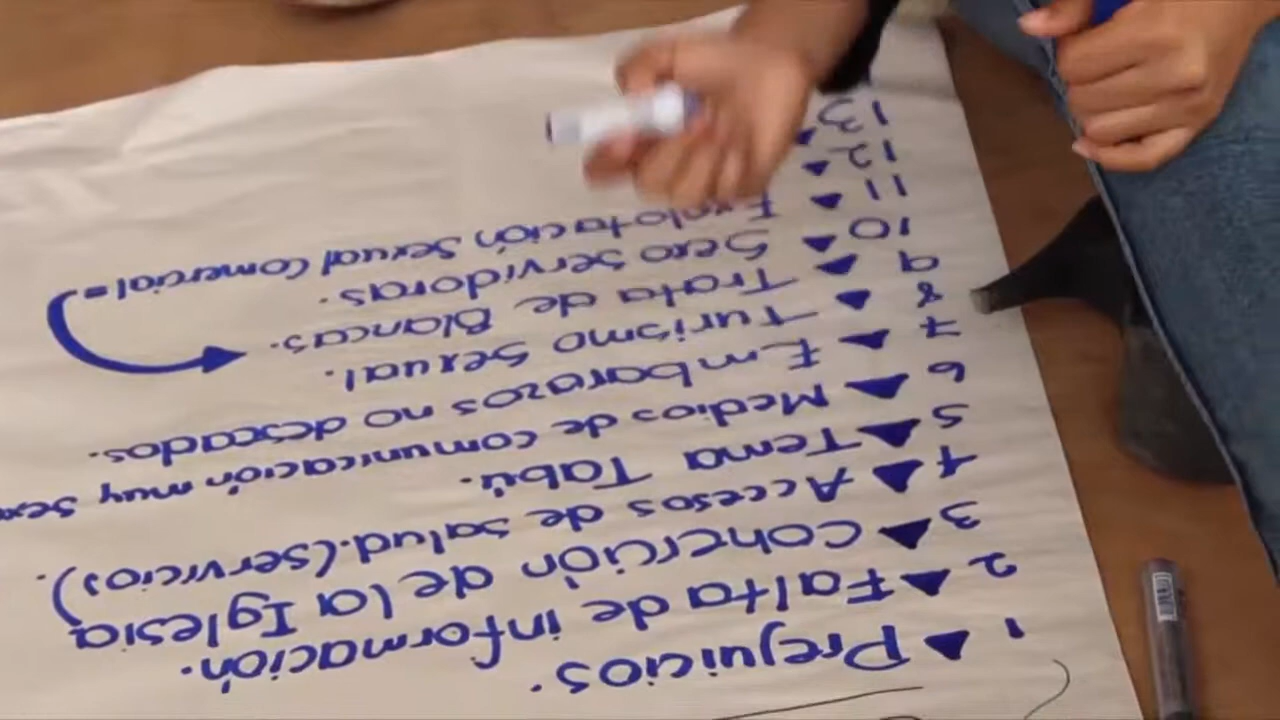 1 ▲ Prejuicios.
2 ▲ Falta de información.
3 ▲ Coherción de la Iglesia
4 ▲ Accesos de salud.(servicios).
5 ▲ Tema Tabú.
6 ▲ Medios de comunicación muy
7 ▲ Embarazos no deseados.
8 ▲ Turismo Sexual.
9 ▲ Trata de Blancas.
10 ▲ Sexo servidoras.
11 ▲ Explotación Sexual Comercial =
12 ▲
13 ▲